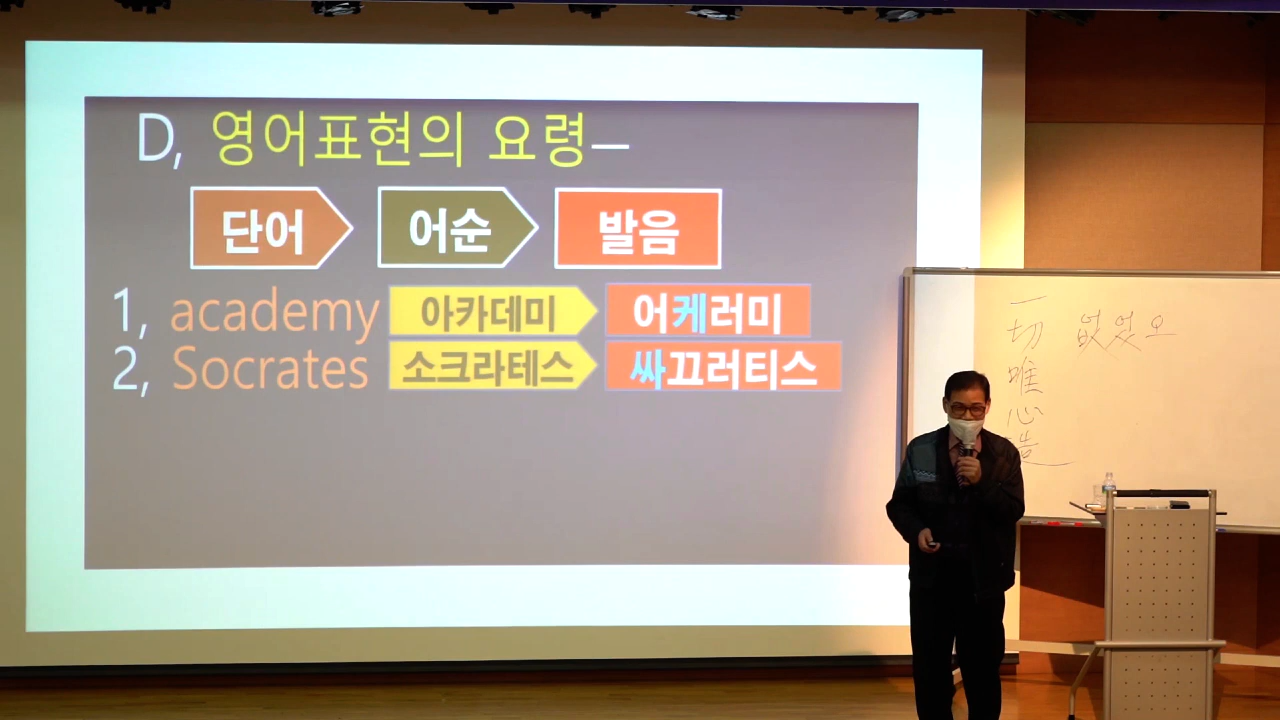 D, 영어표현의 요령–
단어 어순 발음
1, academy 아카데미 어케러미
2, Socrates 소크라테스 싸끄러티스
一切唯心造
없었오